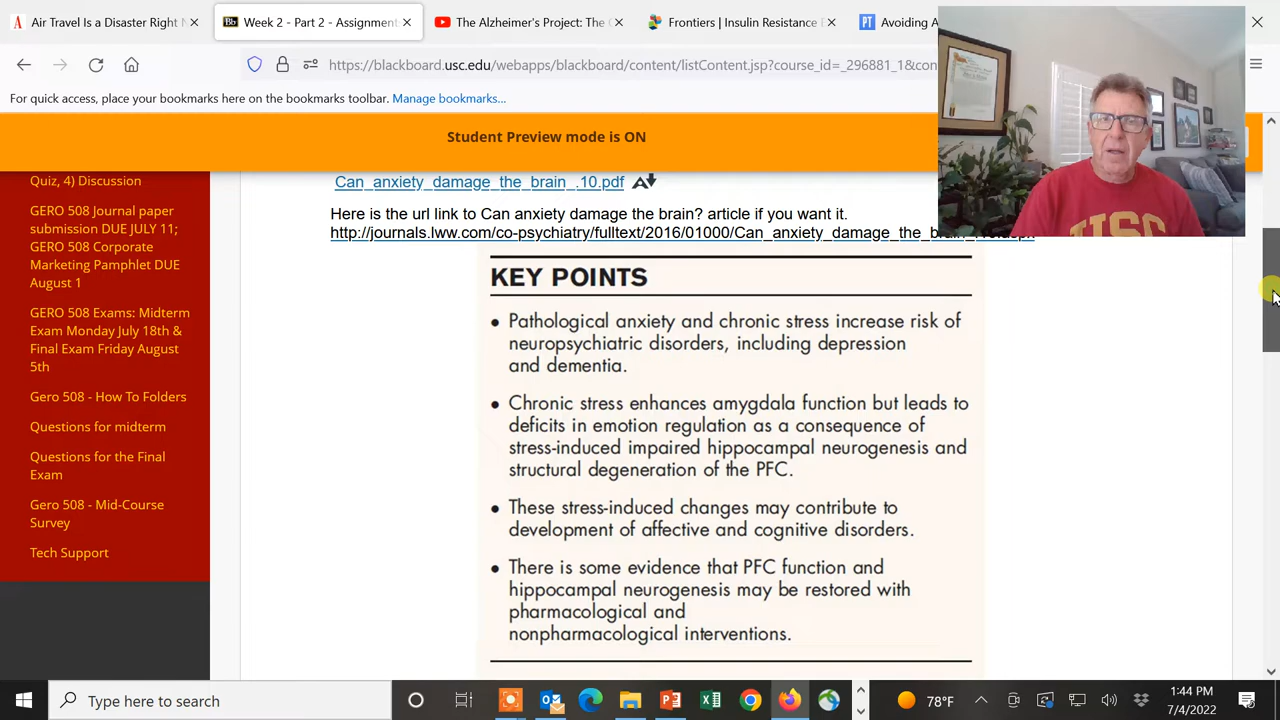 Air Travel Is a Disaster Right
Week 2 - Part 2 - Assignment
The Alzheimer's Project: The
Frontiers | Insulin Resistance
PT Avoiding A
https://blackboard.usc.edu/webapps/blackboard/content/listContent.jsp?course_id=_296881_1&con
For quick access, place your bookmarks here on the bookmarks toolbar. Manage bookmarks...
Student Preview mode is ON
Quiz, 4) Discussion
GERO 508 Journal paper
submission DUE JULY 11;
GERO 508 Corporate
Marketing Pamphlet DUE
August 1
GERO 508 Exams: Midterm
Exam Monday July 18th &
Final Exam Friday August
5th
Gero 508 - How To Folders
Questions for midterm
Questions for the Final
Exam
Gero 508 - Mid-Course
Survey
Tech Support
Can_anxiety_damage_the_brain_.10.pdf
Here is the url link to Can anxiety damage the brain? article if you want it.
http://journals.lww.com/co-psychiatry/fulltext/2016/01000/Can_anxiety_damage_the_
KEY POINTS
• Pathological anxiety and chronic stress increase risk of
neuropsychiatric disorders, including depression
and dementia.
• Chronic stress enhances amygdala function but leads to
deficits in emotion regulation as a consequence of
stress-induced impaired hippocampal neurogenesis and
structural degeneration of the PFC.
• These stress-induced changes may contribute to
development of affective and cognitive disorders.
• There is some evidence that PFC function and
hippocampal neurogenesis may be restored with
pharmacological and
nonpharmacological interventions.
USC
Type here to search
78°F
1:44 PM
7/4/2022